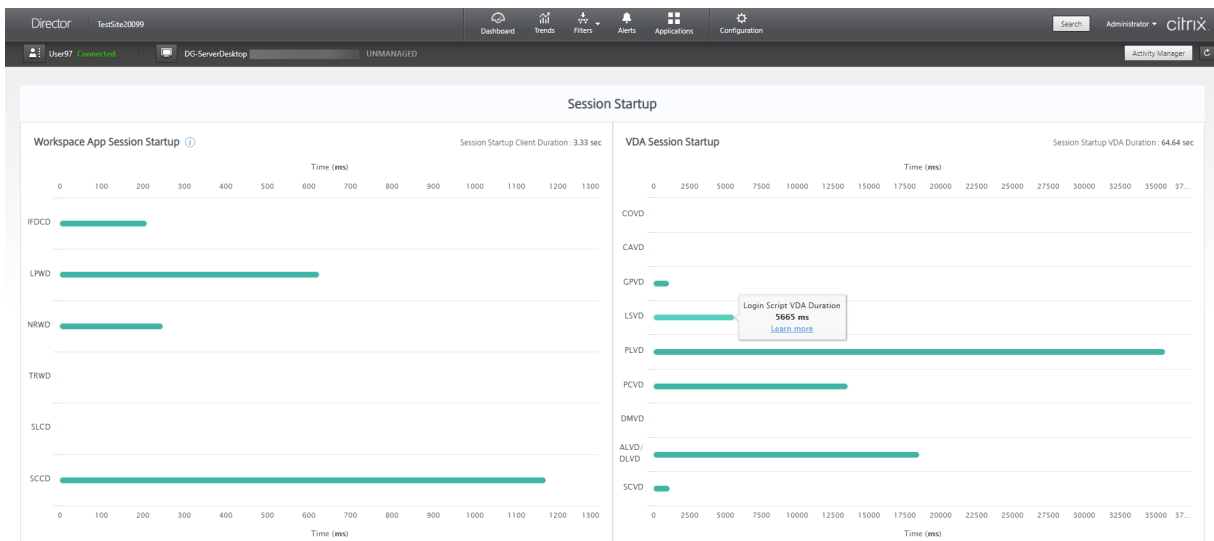 Director TestSite20099 Dashboard Trends Filters Alerts Applications Configuration Search Administrator citrix
User97 Connected DG-ServerDesktop UNMANAGED Activity Manager
Session Startup
Workspace App Session Startup Session Startup Client Duration : 3.33 sec
Time (ms)
0 100 200 300 400 500 600 700 800 900 1000 1100 1200 1300
IFDCD
LPWD
NRWD
TRWD
SLCD
SCCD
0 100 200 300 400 500 600 700 800 900 1000 1100 1200 1300
Time (ms)
VDA Session Startup Session Startup VDA Duration : 64.64 sec
Time (ms)
0 2500 5000 7500 10000 12500 15000 17500 20000 22500 25000 27500 30000 32500 35000 37...
COVD
CAVD
GPVD
Login Script VDA Duration
LSVD 5665 ms
Learn more
PLVD
PCVD
DMVD
ALVD/
DLVD
SCVD
0 2500 5000 7500 10000 12500 15000 17500 20000 22500 25000 27500 30000 32500 35000 37...
Time (ms)